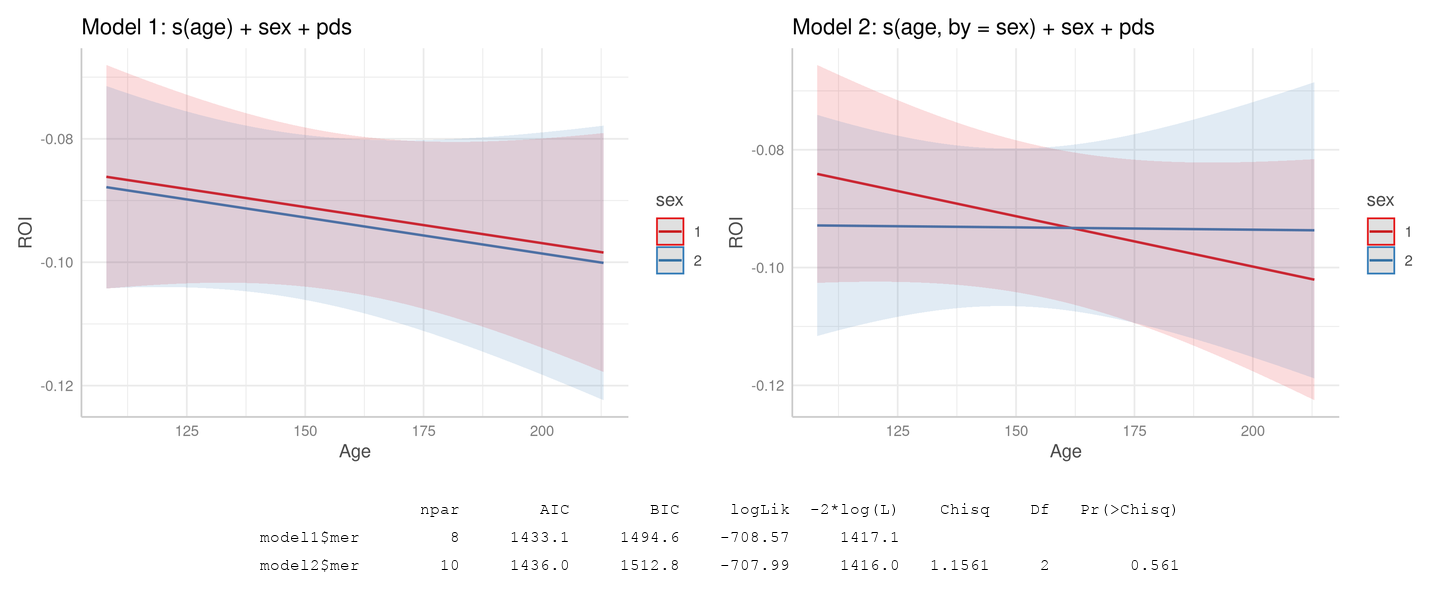 Model 1: s(age) + sex + pds
-0.08
-0.10
-0.12
ROI
125 150 175 200
Age
sex
1
2
Model 2: s(age, by = sex) + sex + pds
-0.08
-0.10
-0.12
ROI
125 150 175 200
Age
sex
1
2
npar AIC BIC logLik -2*log(L) Chisq Df Pr(>Chisq)
model1$mer 8 1433.1 1494.6 -708.57 1417.1
model2$mer 10 1436.0 1512.8 -707.99 1416.0 1.1561 2 0.561